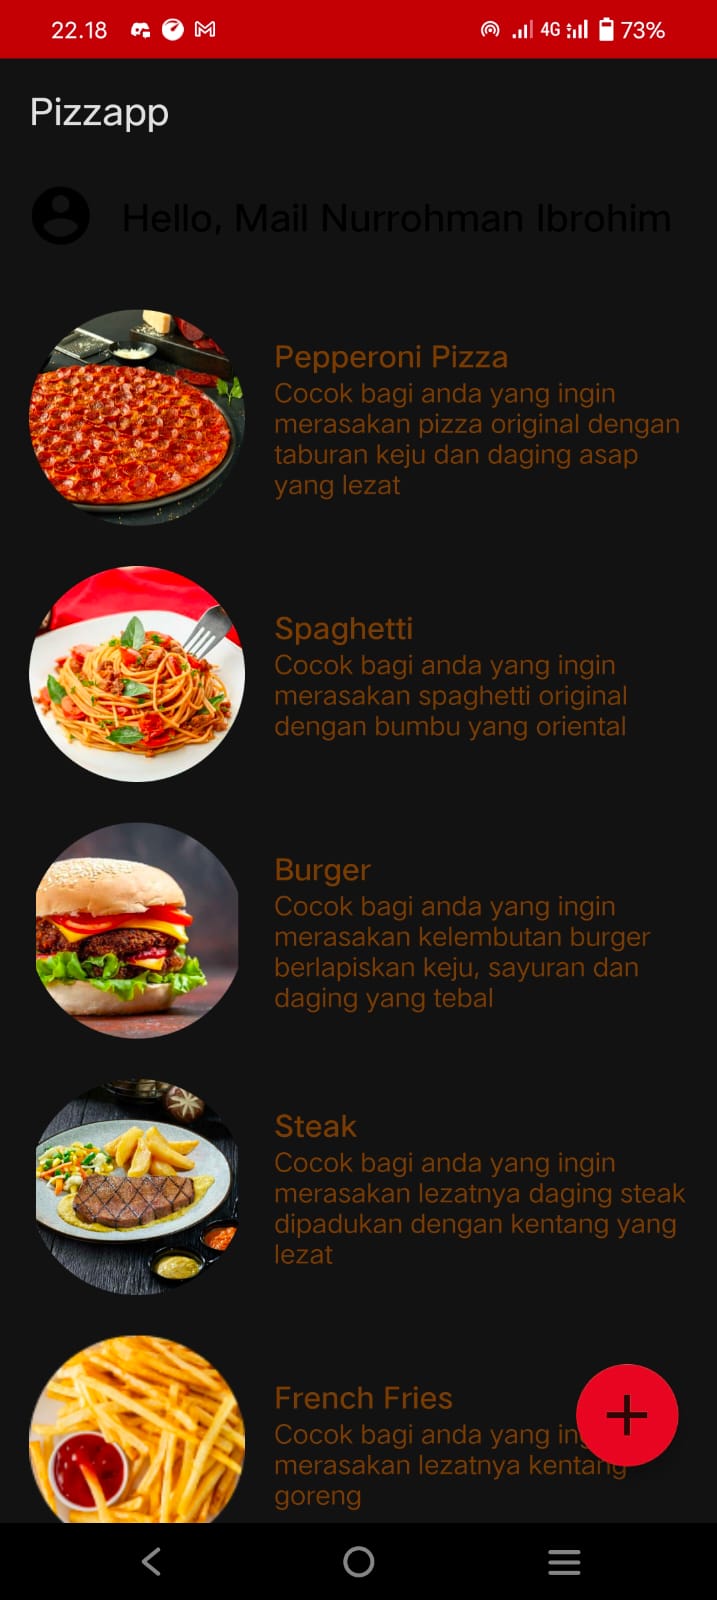 22.18
4G
73%
Pizzapp
Hello, Mail Nurrohman Ibrohim
Pepperoni Pizza
Cocok bagi anda yang ingin
merasakan pizza original dengan
taburan keju dan daging asap
yang lezat
Spaghetti
Cocok bagi anda yang ingin
merasakan spaghetti original
dengan bumbu yang oriental
Burger
Cocok bagi anda yang ingin
merasakan kelembutan burger
berlapiskan keju, sayuran dan
daging yang tebal
Steak
Cocok bagi anda yang ingin
merasakan lezatnya daging steak
dipadukan dengan kentang yang
lezat
French Fries
Cocok bagi anda yang
merasakan lezatnya kentang
goreng